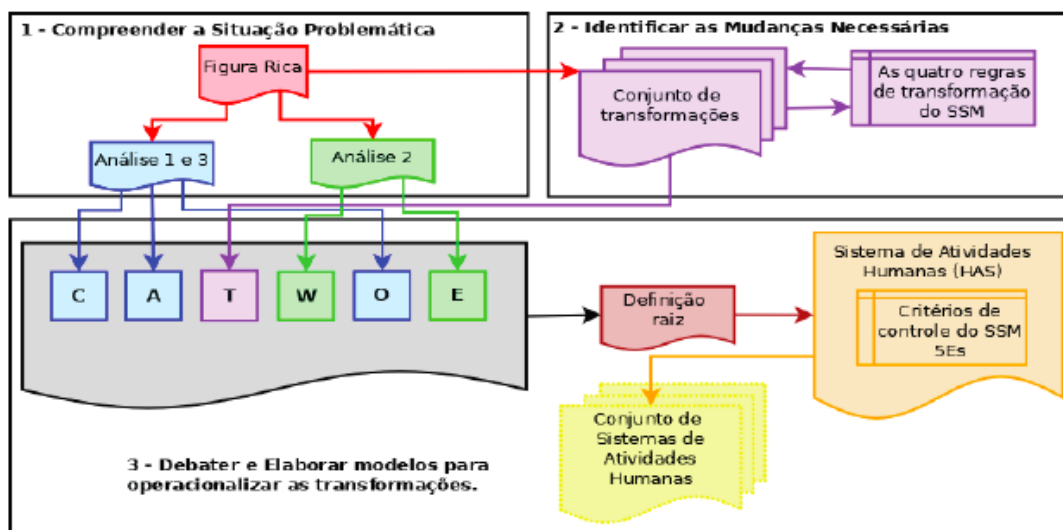 1 - Compreender a Situação Problemática
Figura Rica
Análise 1 e 3
Análise 2
2 - Identificar as Mudanças Necessárias
Conjunto de
transformações
As quatro regras
de transformação
do SSM
C
A
T
W
O
E
Definição
raiz
Sistema de Atividades
Humanas (HAS)
Critérios de
controle do SSM
5Es
Conjunto de
Sistemas de
Atividades
Humanas
3 - Debater e Elaborar modelos para
operacionalizar as transformações.